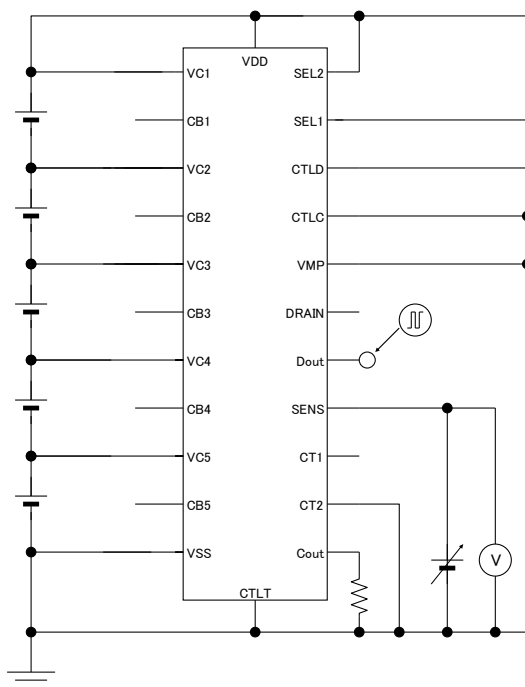 VDD
VC1
SEL2
CB1
SEL1
VC2
CTLD
CB2
CTLC
VC3
VMP
CB3
DRAIN
VC4
Dout
CB4
SENS
VC5
CT1
CB5
CT2
VSS
Cout
V
CTLT